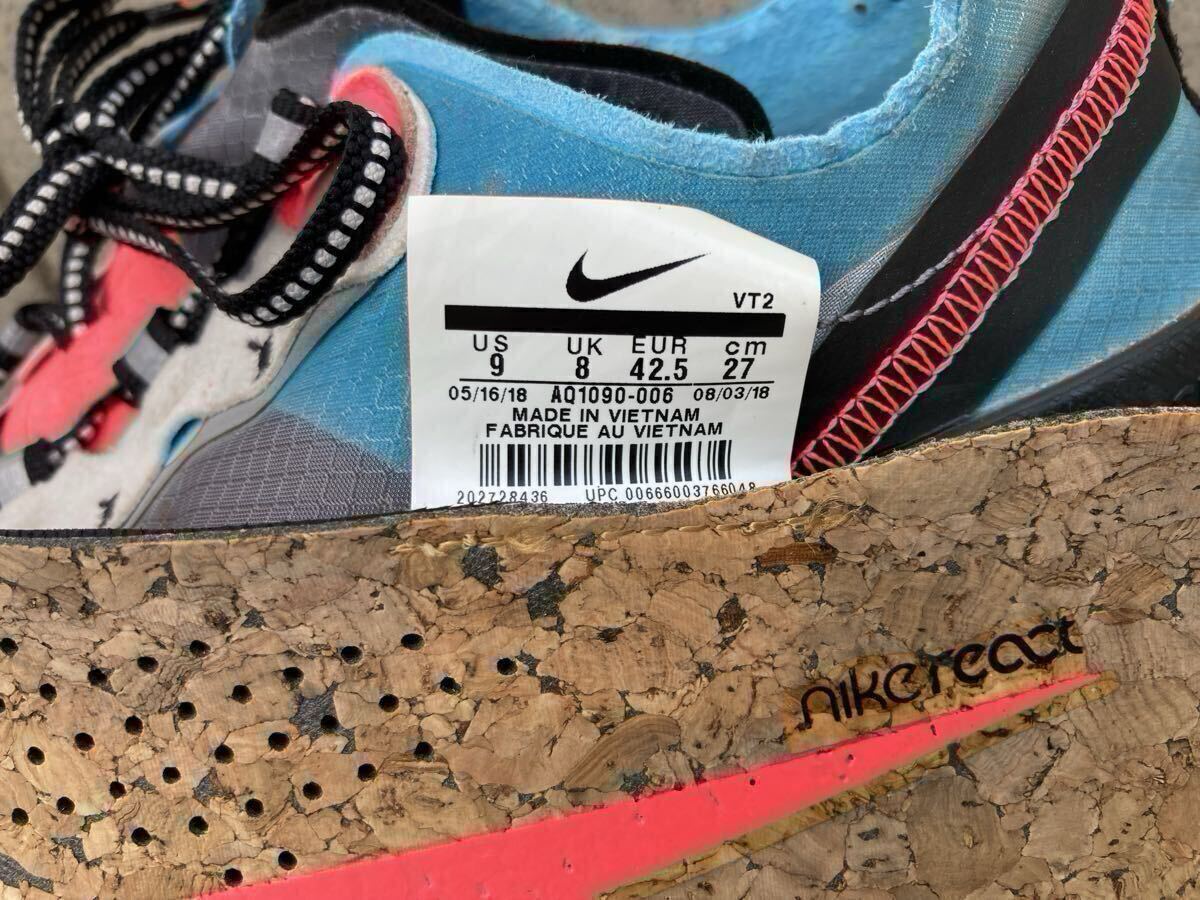 VT2
US UK EUR cm
9 8 42.5 27
05/16/18 AQ1090-006 08/03/18
MADE IN VIETNAM
FABRIQUE AU VIETNAM
202728436 UPC 00666003766048
nikereact